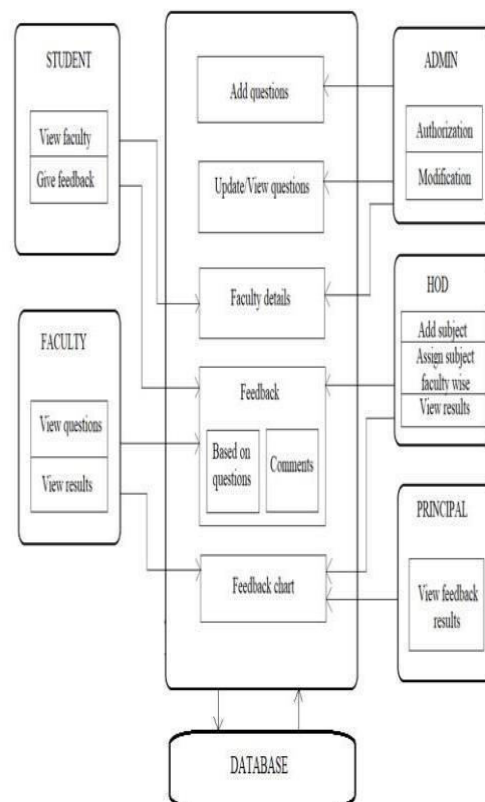 STUDENT
View faculty
Give feedback
FACULTY
View questions
View results
Add questions
Update/View questions
Faculty details
Feedback
Based on
questions
Comments
Feedback chart
ADMIN
Authorization
Modification
HOD
Add subject
Assign subject
faculty wise
View results
PRINCIPAL
View feedback
results
DATABASE